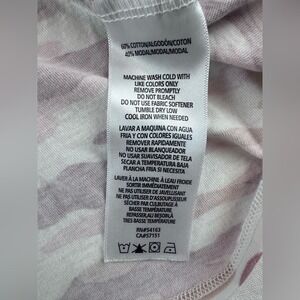 60% COTTON/ALGODÓN/COTON
40% MODAL/MODAL/MODAL
MACHINE WASH COLD WITH
LIKE COLORS ONLY
REMOVE PROMPTLY
DO NOT BLEACH
DO NOT USE FABRIC SOFTENER
TUMBLE DRY LOW
COOL IRON WHEN NEEDED
LAVAR A MAQUINA CON AGUA
FRIA Y CON COLORES IGUALES
REMOVER RAPIDAMENTE
NO USAR BLANQUEADOR
NO USAR SUAVISADOR DE TELA
SECAR A TEMPERATURA BAJA
PLANCHA FRIA SI NECESITA
LAVER À LA MACHINE À L'EAU FROIDE
SORTIR IMMÉDIATEMENT
NE PAS UTILISER DE JAVELLISANT
NE PAS UTILISER D'ASSOUPLISSEUR
SÉCHER PAR CULBUTAGE À
BASSE TEMPÉRATURE,
REPASSER,AU BESOIN,À
TRÈS BASSE TEMPÉRATURE
RN#54163
CA#57151